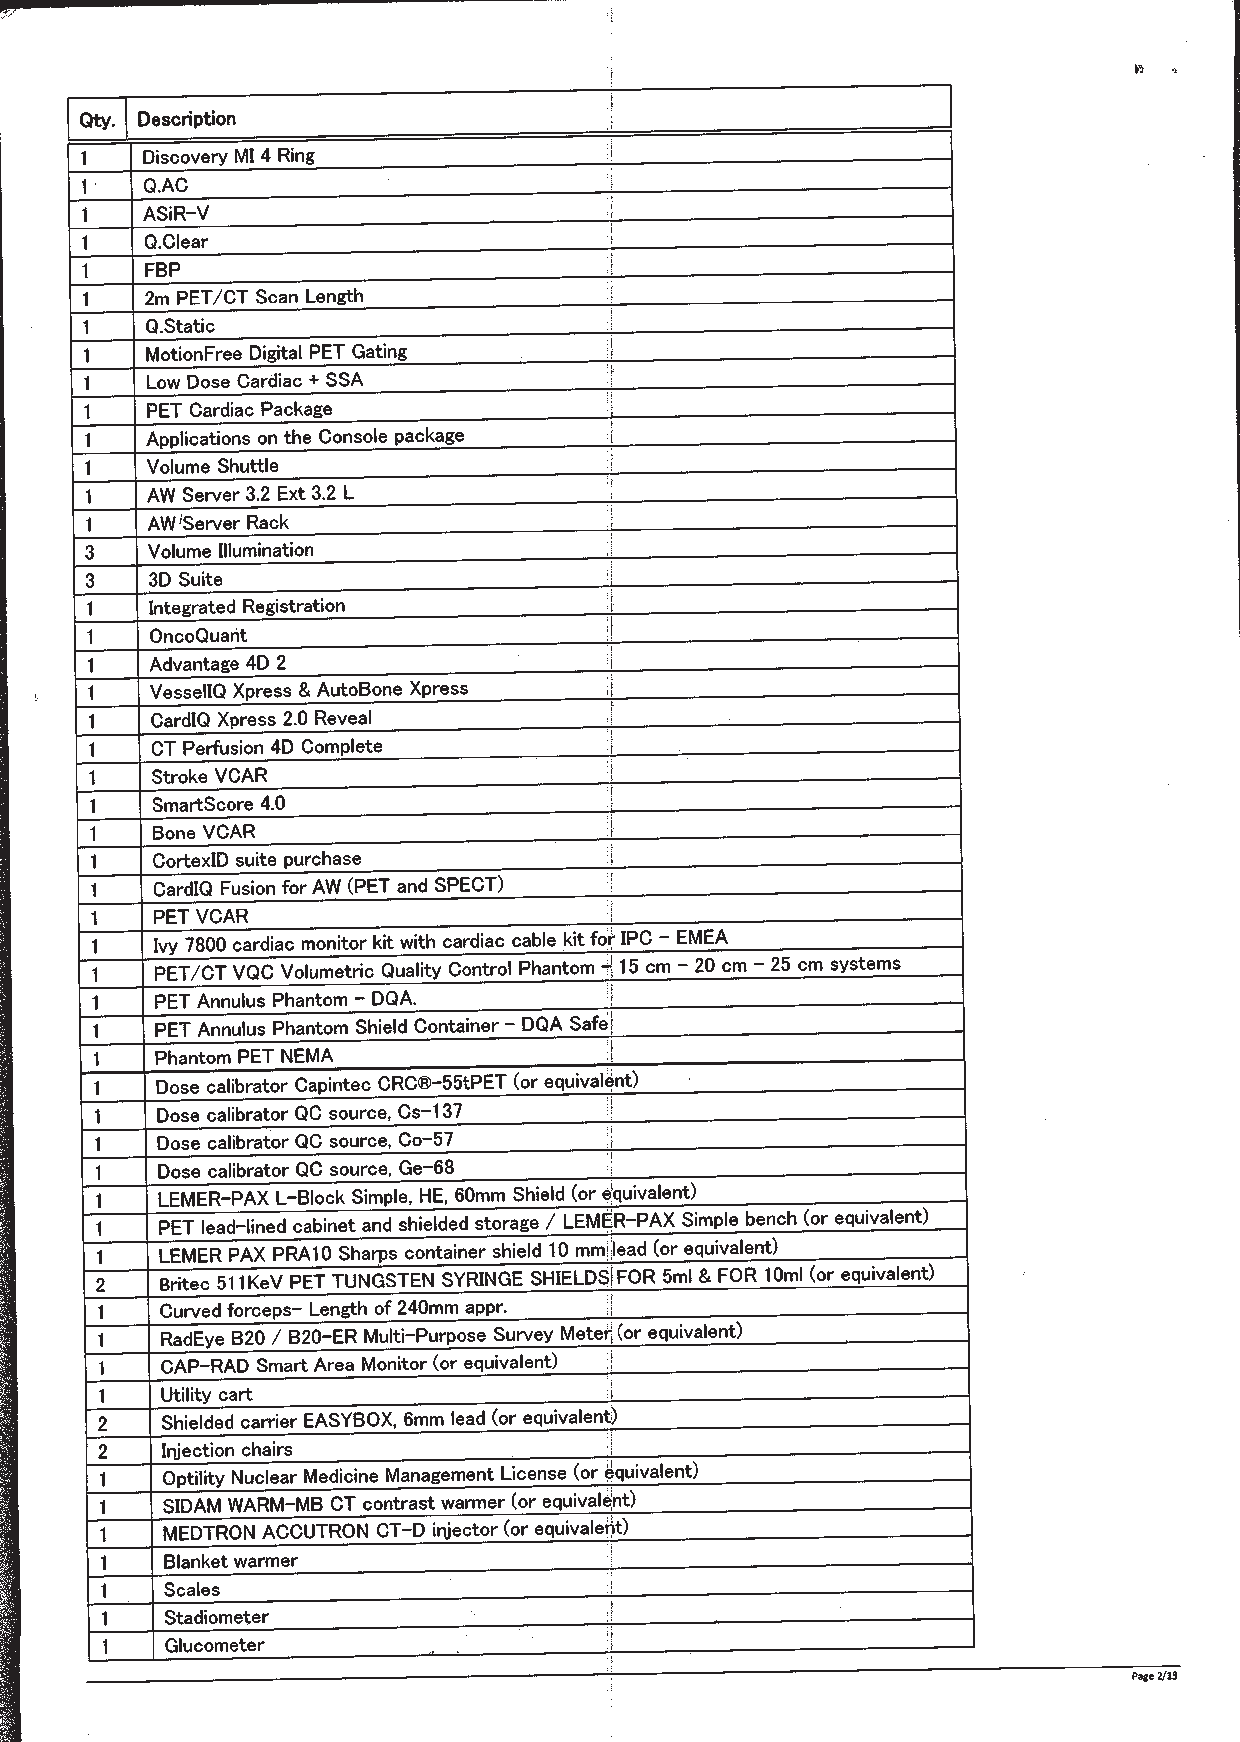 Qty. Description
1 Discovery MI 4 Ring
1 Q.AC
1 ASiR-V
1 Q.Clear
1 FBP
1 2m PET/CT Scan Length
1 Q.Static
1 MotionFree Digital PET Gating
1 Low Dose Cardiac + SSA
1 PET Cardiac Package
1 Applications on the Console package
1 Volume Shuttle
1 AW Server 3.2 Ext 3.2 L
1 AW Server Rack
3 Volume Illumination
3 3D Suite
1 Integrated Registration
1 OncoQuant
1 Advantage 4D 2
1 VesselIQ Xpress & AutoBone Xpress
1 CardIQ Xpress 2.0 Reveal
1 CT Perfusion 4D Complete
1 Stroke VCAR
1 SmartScore 4.0
1 Bone VCAR
1 CortexID suite purchase
1 CardIQ Fusion for AW (PET and SPECT)
1 PET VCAR
1 Ivy 7800 cardiac monitor kit with cardiac cable kit for IPC - EMEA
1 PET/CT VQC Volumetric Quality Control Phantom - 15 cm - 20 cm - 25 cm systems
1 PET Annulus Phantom - DQA.
1 PET Annulus Phantom Shield Container - DQA Safe
1 Phantom PET NEMA
1 Dose calibrator Capintec CRC®-55tPET (or equivalent)
1 Dose calibrator QC source, Cs-137
1 Dose calibrator QC source, Co-57
1 Dose calibrator QC source, Ge-68
1 LEMER-PAX L-Block Simple, HE, 60mm Shield (or equivalent)
1 PET lead-lined cabinet and shielded storage / LEMER-PAX Simple bench (or equivalent)
1 LEMER PAX PRA10 Sharps container shield 10 mm lead (or equivalent)
2 Britec 511KeV PET TUNGSTEN SYRINGE SHIELDS FOR 5ml & FOR 10ml (or equivalent)
1 Curved forceps- Length of 240mm appr.
1 RadEye B20 / B20-ER Multi-Purpose Survey Meter (or equivalent)
1 CAP-RAD Smart Area Monitor (or equivalent)
1 Utility cart
2 Shielded carrier EASYBOX, 6mm lead (or equivalent)
2 Injection chairs
1 Optility Nuclear Medicine Management License (or equivalent)
1 SIDAM WARM-MB CT contrast warmer (or equivalent)
1 MEDTRON ACCUTRON CT-D injector (or equivalent)
1 Blanket warmer
1 Scales
1 Stadiometer
1 Glucometer
Page 2/19